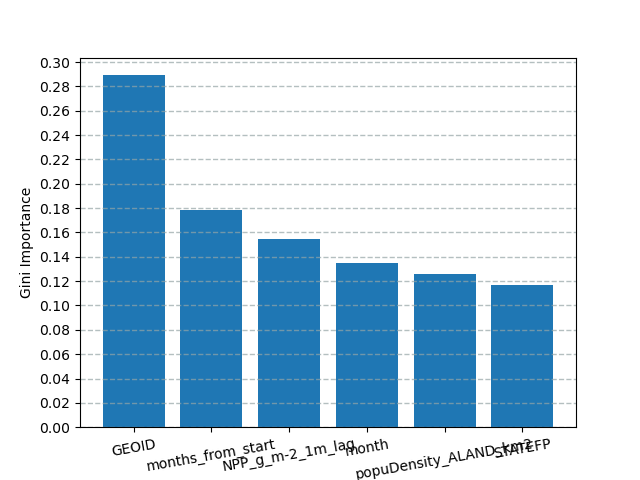 0.30
0.28
0.26
0.24
0.22
0.20
0.18
0.16
0.14
0.12
0.10
0.08
0.06
0.04
0.02
0.00
Gini Importance
GEOID
months_from_start
NPP_g_m-2_1m_lag
month
popuDensity_ALAND_km2
STATEFP